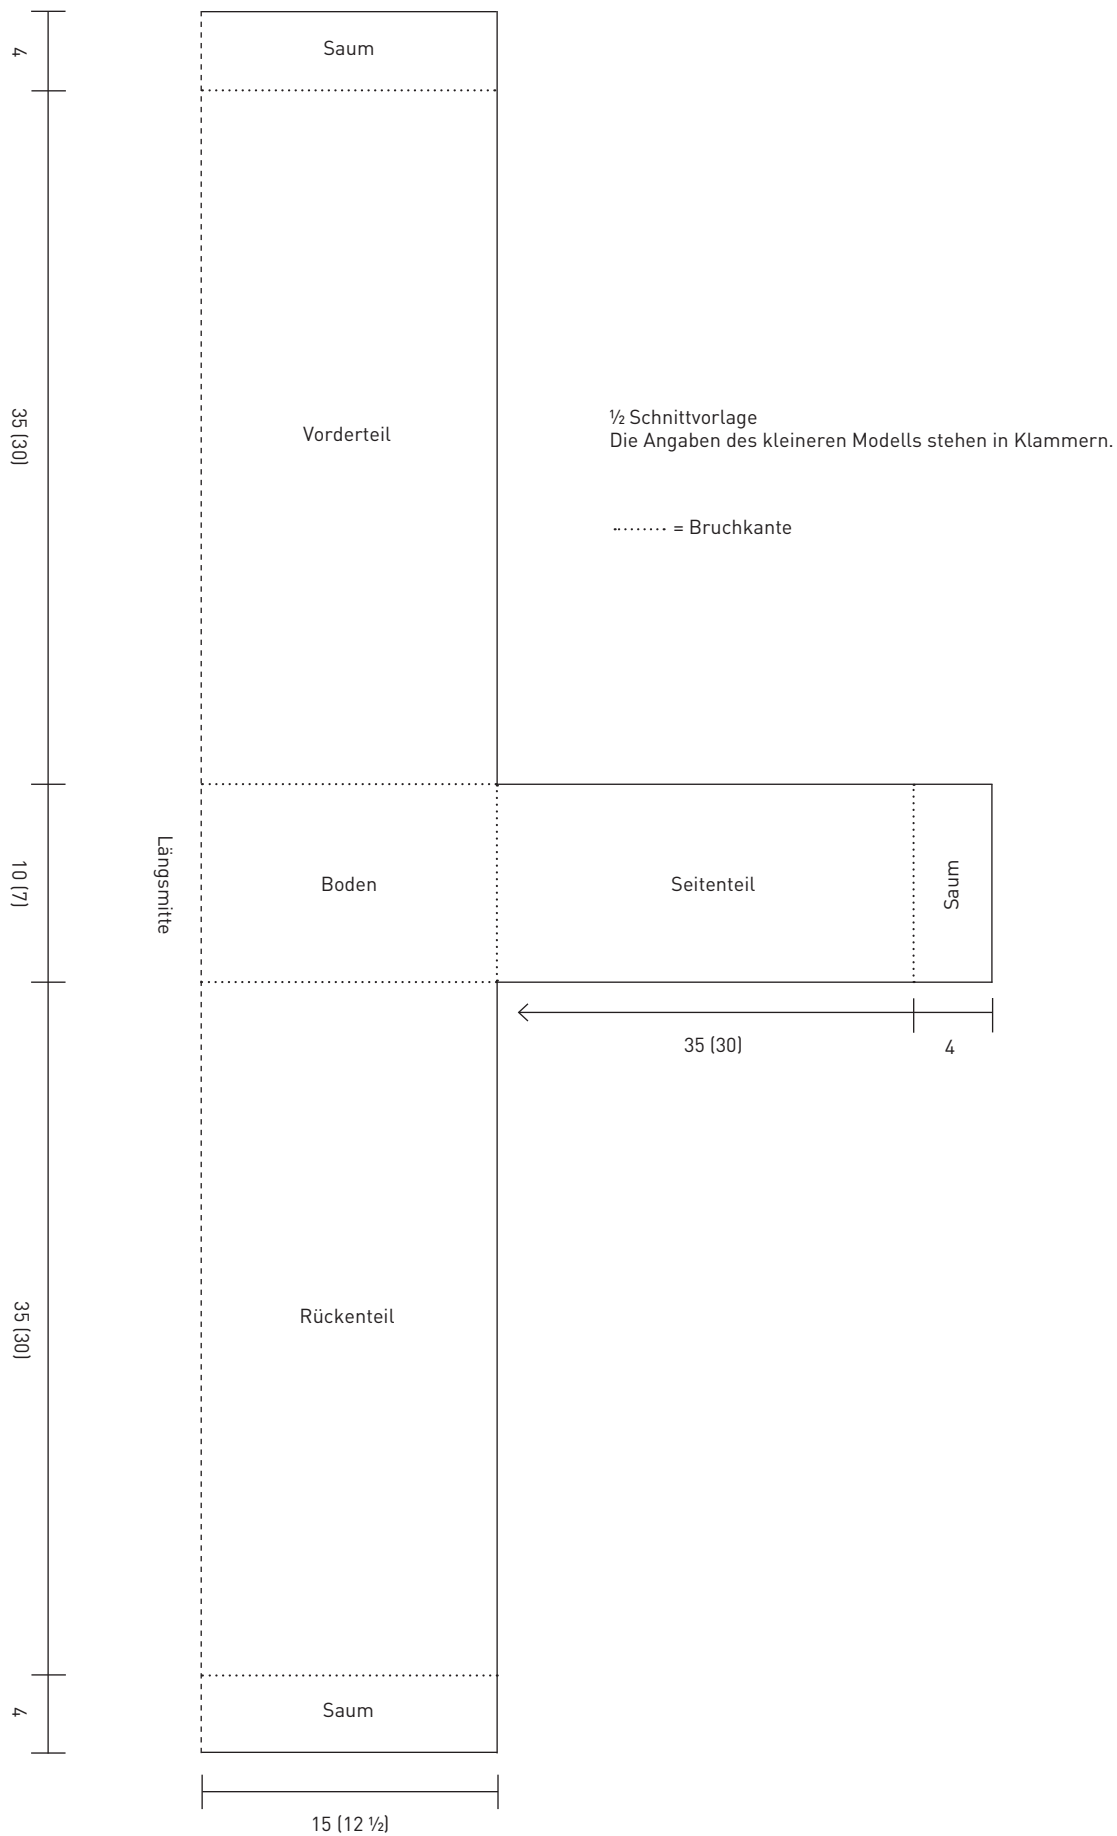 4
Saum
35 (30)
Vorderteil
½ Schnittvorlage
Die Angaben des kleineren Modells stehen in Klammern.
........ = Bruchkante
10 (7)
Längsmitte
Boden
Seitenteil
Saum
35 (30)
4
35 (30)
Rückenteil
4
Saum
15 (12 ½)